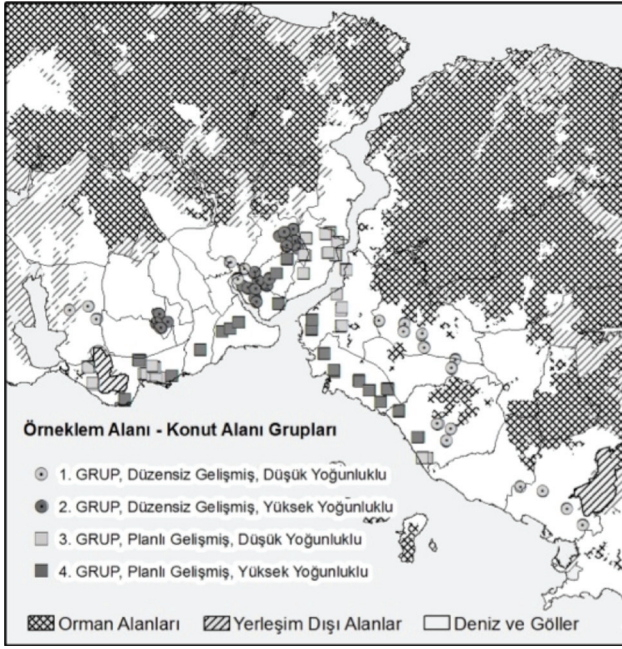 Örneklem Alanı - Konut Alanı Grupları
1. GRUP, Düzensiz Gelişmiş, Düşük Yoğunluklu
2. GRUP, Düzensiz Gelişmiş, Yüksek Yoğunluklu
3. GRUP, Planlı Gelişmiş, Düşük Yoğunluklu
4. GRUP, Planlı Gelişmiş, Yüksek Yoğunluklu
Orman Alanları Yerleşim Dışı Alanlar Deniz ve Göller